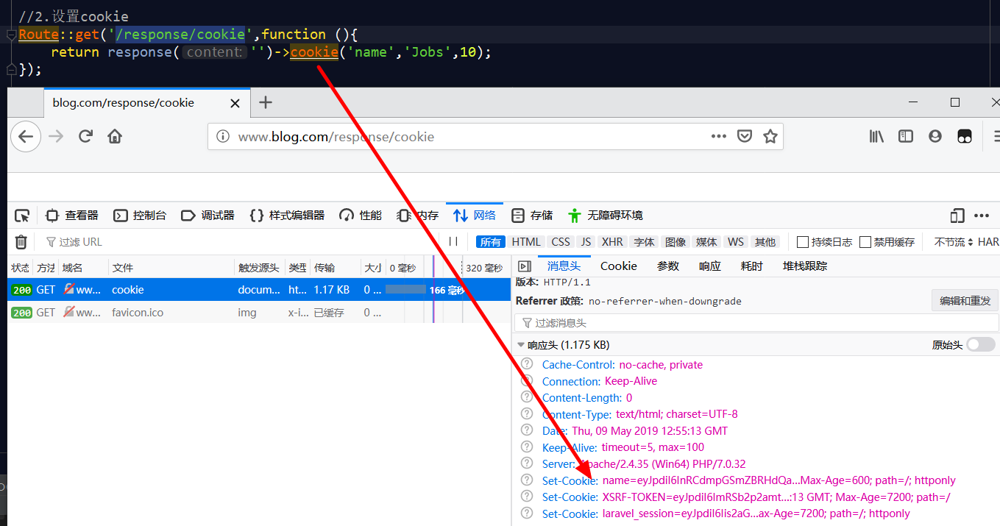 //2.设置cookie
Route::get('/response/cookie',function (){
return response( content: '')->cookie('name','Jobs',10);
});
blog.com/response/cookie
www.blog.com/response/cookie
查看器 控制台 调试器 样式编辑器 性能 内存 网络 存储 无障碍环境
过滤 URL 所有 HTML CSS JS XHR 字体 图像 媒体 WS 其他 持续日志 禁用缓存 不节流 HAR
状态 方法 域名 文件 触发源头 类型 传输 大小 0 毫秒 320 毫秒
200 GET ww... cookie docum... ht... 1.17 KB 0 ... 166 毫秒
200 GET ww... favicon.ico img x-i... 已缓存 0 ...
消息头 Cookie 参数 响应 耗时 堆栈跟踪
版本: HTTP/1.1
Referrer 政策: no-referrer-when-downgrade 编辑和重发
过滤消息头
响应头 (1.175 KB) 原始头
Cache-Control: no-cache, private
Connection: Keep-Alive
Content-Length: 0
Content-Type: text/html; charset=UTF-8
Date: Thu, 09 May 2019 12:55:13 GMT
Keep-Alive: timeout=5, max=100
Server: Apache/2.4.35 (Win64) PHP/7.0.32
Set-Cookie: name=eyJpdiI6InRCdmpGSmZBRHdQa...Max-Age=600; path=/; httponly
Set-Cookie: XSRF-TOKEN=eyJpdiI6ImRSb2p2amt...:13 GMT; Max-Age=7200; path=/
Set-Cookie: laravel_session=eyJpdiI6Iis2aG...ax-Age=7200; path=/; httponly